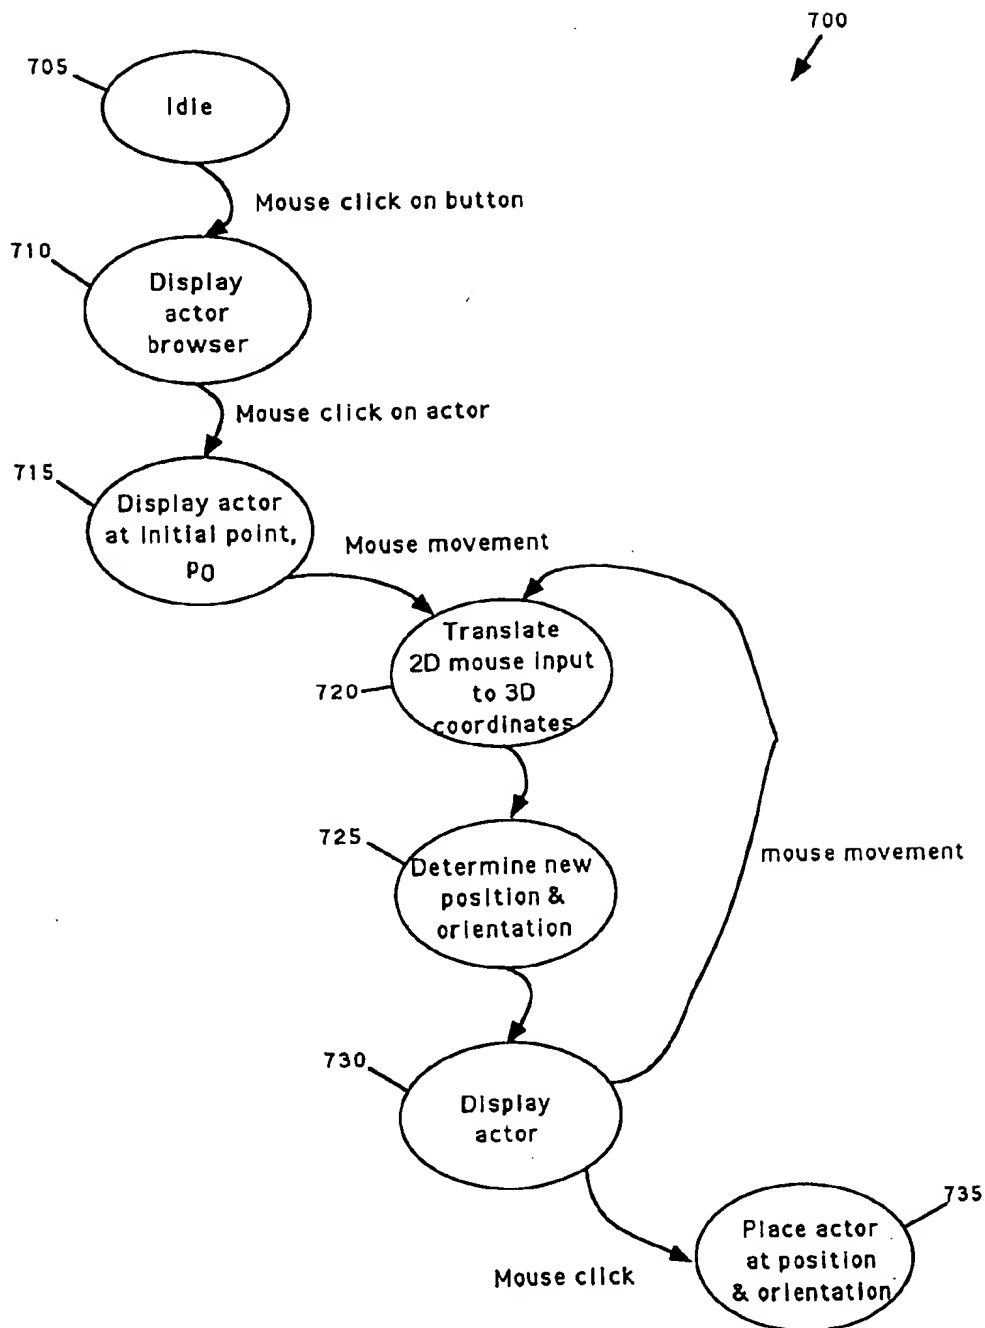 700
705
Idle
Mouse click on button
710
Display
actor
browser
Mouse click on actor
715
Display actor
at initial point,
p0
Mouse movement
Translate
2D mouse input
to 3D
coordinates
720
725
Determine new
position &
orientation
mouse movement
730
Display
actor
735
Place actor
at position
& orientation
Mouse click